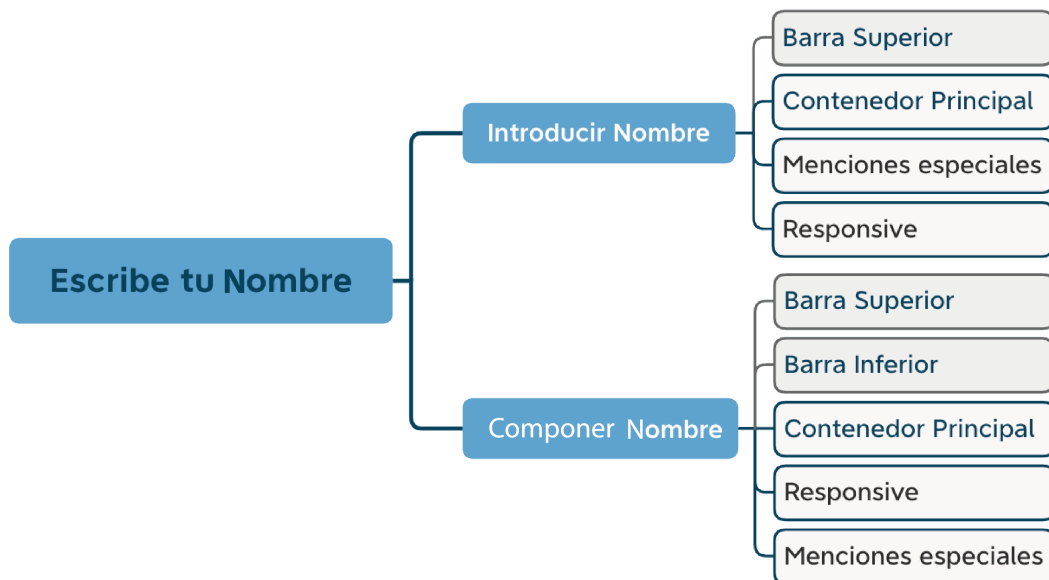 Escribe tu Nombre
Introducir Nombre
Barra Superior
Contenedor Principal
Menciones especiales
Responsive
Componer Nombre
Barra Superior
Barra Inferior
Contenedor Principal
Responsive
Menciones especiales